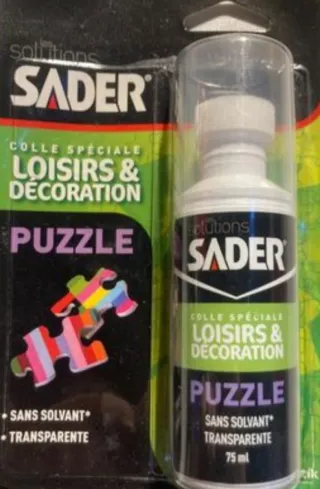 solutions
SADER®
COLLE SPÉCIALE
LOISIRS &
DÉCORATION
PUZZLE
• SANS SOLVANT*
• TRANSPARENTE
solutions
SADER®
COLLE SPÉCIALE
LOISIRS &
DÉCORATION
PUZZLE
SANS SOLVANT*
TRANSPARENTE
75 ml